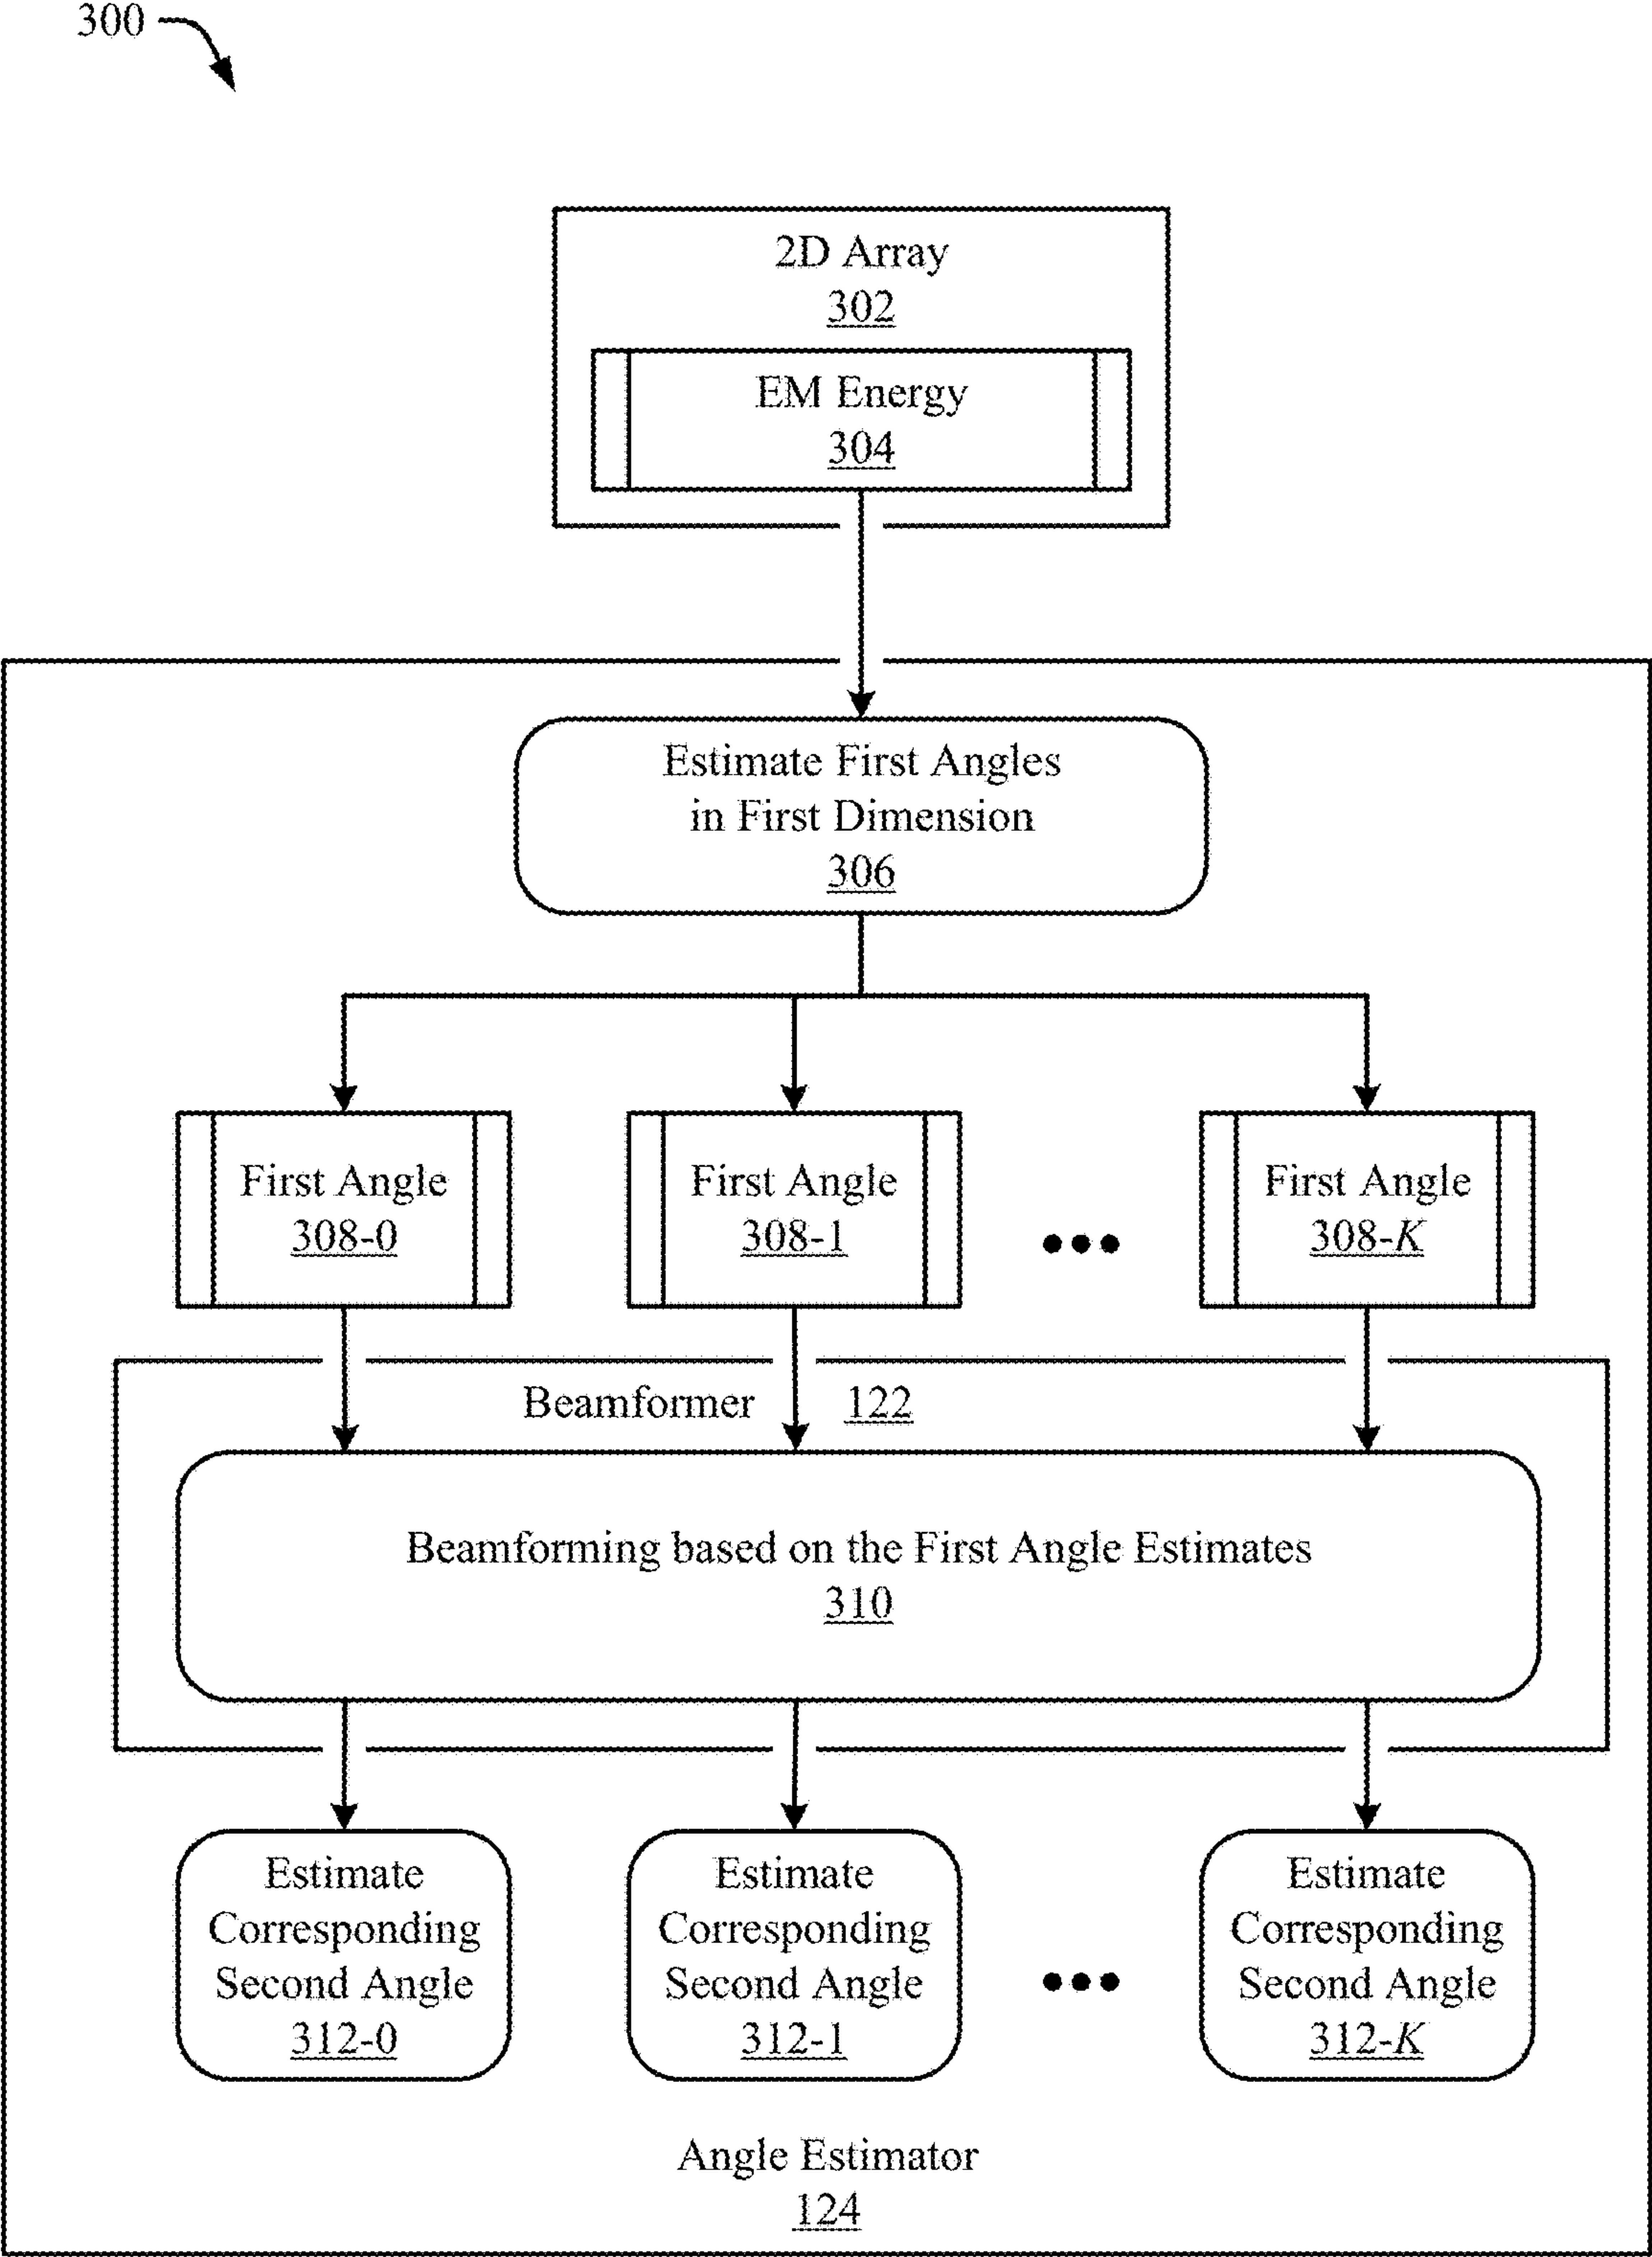 300
2D Array
302
EM Energy
304
Estimate First Angles
in First Dimension
306
First Angle
308-0
First Angle
308-1
First Angle
308-K
Beamformer 122
Beamforming based on the First Angle Estimates
310
Estimate
Corresponding
Second Angle
312-0
Estimate
Corresponding
Second Angle
312-1
Estimate
Corresponding
Second Angle
312-K
Angle Estimator
124